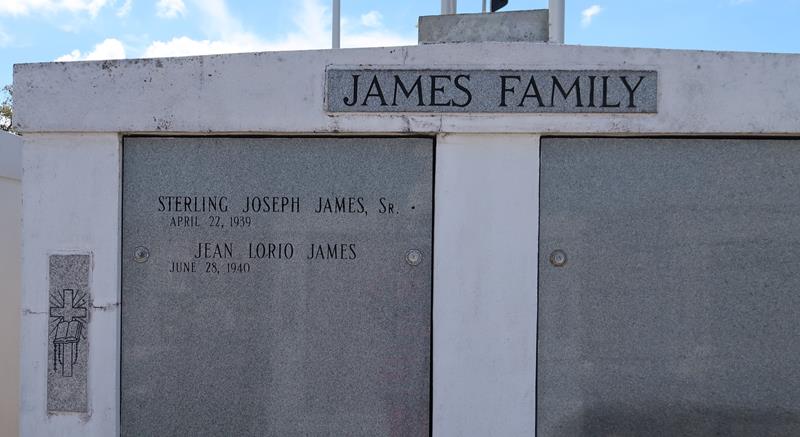 JAMES FAMILY
STERLING JOSEPH JAMES, SR.
APRIL 22, 1939
JEAN LORIO JAMES
JUNE 28, 1940